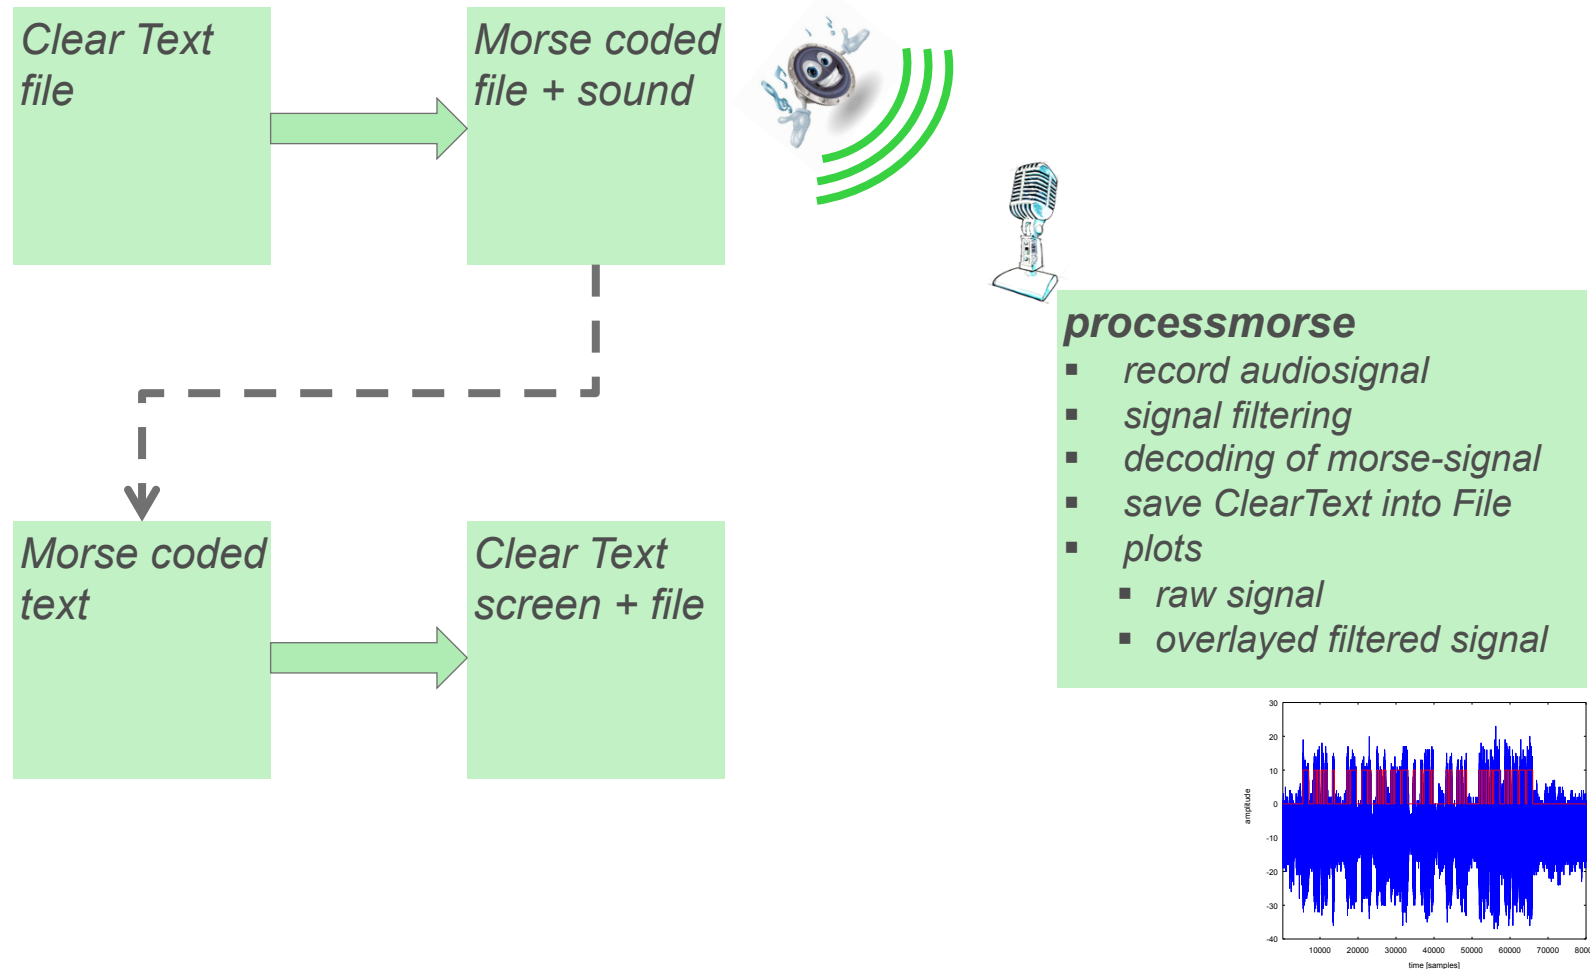 Clear Text
file
Morse coded
file + sound
processmorse
▪ record audiosignal
▪ signal filtering
▪ decoding of morse-signal
▪ save ClearText into File
▪ plots
▪ raw signal
▪ overlayed filtered signal
Morse coded
text
Clear Text
screen + file
30
20
10
0
-10
-20
-30
-40
amplitude
10000 20000 30000 40000 50000 60000 70000 8000
time [samples]